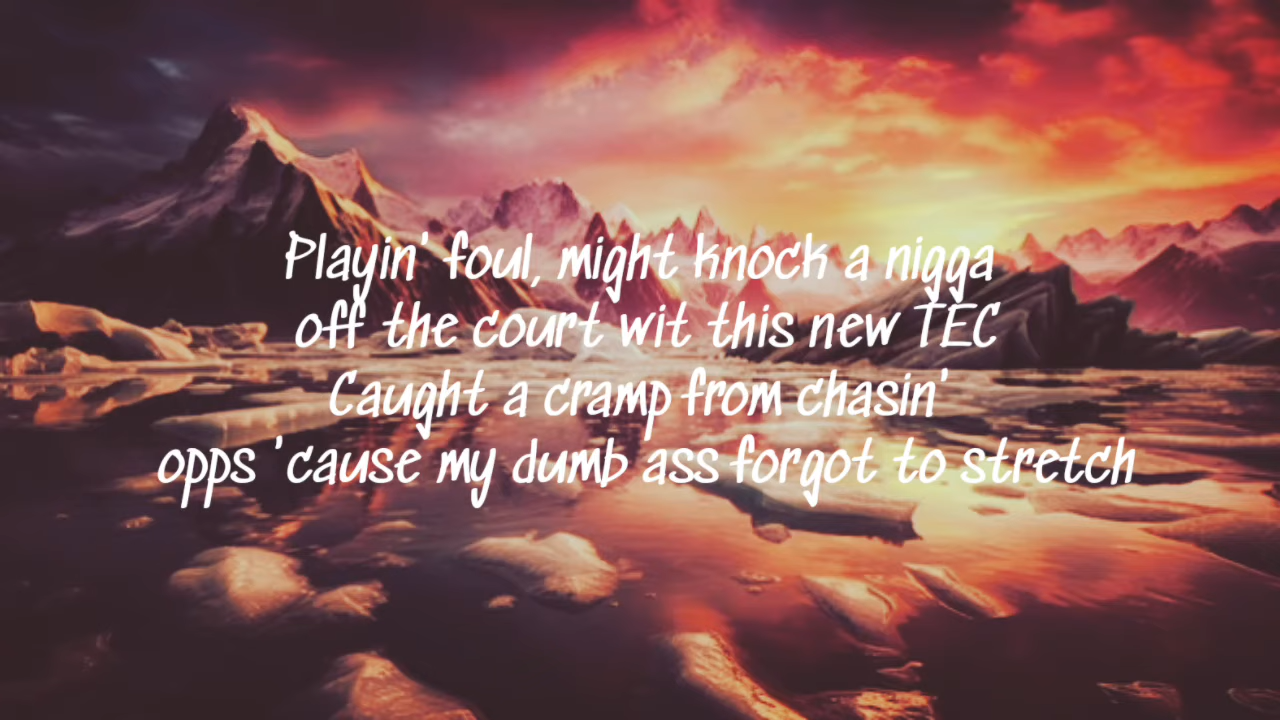 Playin' foul, might knock a nigga
off the court wit this new TEC
Caught a cramp from chasin'
opps 'cause my dumb ass forgot to stretch